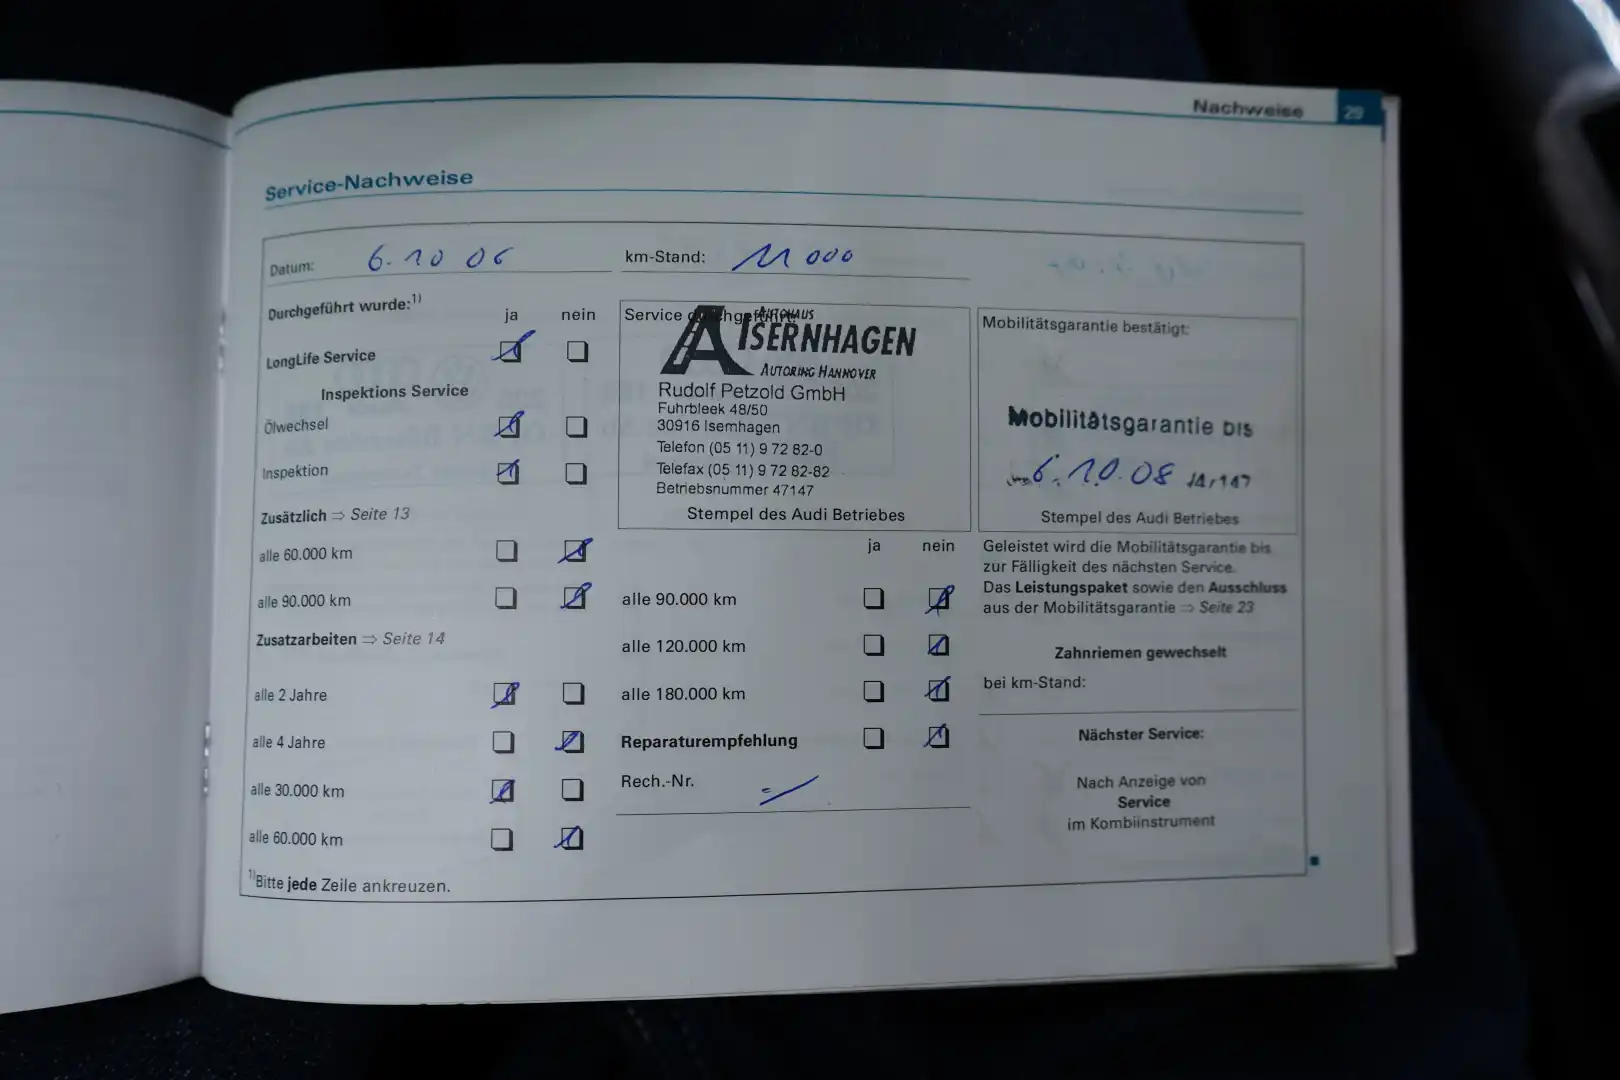 Nachweise 29
Service-Nachweise
Datum: 6.10 06 km-Stand: 11 000
Durchgeführt wurde:1)
ja nein
LongLife Service
Inspektions Service
Ölwechsel
Inspektion
Zusätzlich ⇒ Seite 13
alle 60.000 km
alle 90.000 km
Zusatzarbeiten ⇒ Seite 14
alle 2 Jahre
alle 4 Jahre
alle 30.000 km
alle 60.000 km
1)Bitte jede Zeile ankreuzen.
Service durchgeführt:
AUTOHAUS
ISERNHAGEN
AUTORING HANNOVER
Rudolf Petzold GmbH
Fuhrbleek 48/50
30916 Isernhagen
Telefon (05 11) 9 72 82-0
Telefax (05 11) 9 72 82-82
Betriebsnummer 47147
Stempel des Audi Betriebes
ja nein
alle 90.000 km
alle 120.000 km
alle 180.000 km
Reparaturempfehlung
Rech.-Nr.
Mobilitätsgarantie bestätigt:
Mobilitätsgarantie bis
6.10.08
Stempel des Audi Betriebes
Geleistet wird die Mobilitätsgarantie bis
zur Fälligkeit des nächsten Service.
Das Leistungspaket sowie den Ausschluss
aus der Mobilitätsgarantie ⇒ Seite 23
Zahnriemen gewechselt
bei km-Stand:
Nächster Service:
Nach Anzeige von
Service
im Kombiinstrument